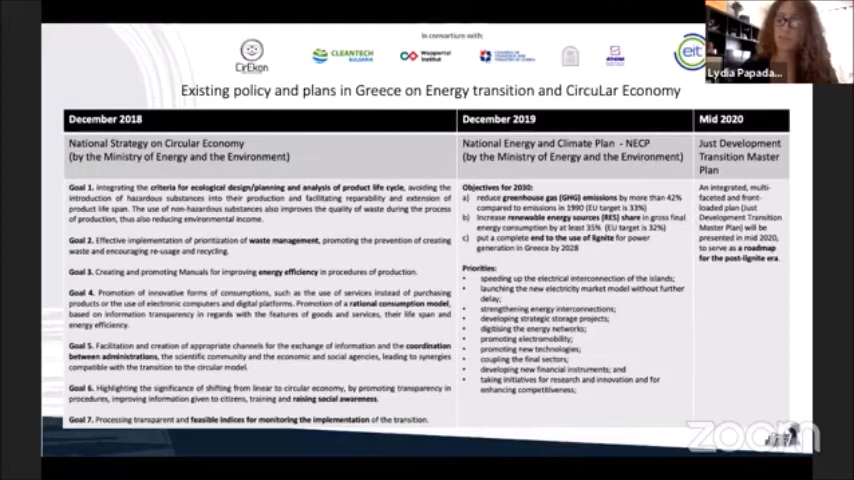 In consortium with:
CirEkon
CLEANTECH
BULGARIA
Wuppertal
Institut
ATHENA
eit
Lydia Papada...
Existing policy and plans in Greece on Energy transition and CircuLar Economy
December 2018
National Strategy on Circular Economy
(by the Ministry of Energy and the Environment)
Goal 1. Integrating the criteria for ecological design/planning and analysis of product life cycle, avoiding the
introduction of hazardous substances into their production and facilitating reparability and extension of
product life span. The use of non-hazardous substances also improves the quality of waste during the process of
production, thus also reducing environmental income.
Goal 2. Effective implementation of prioritization of waste management, promoting the prevention of creating
waste and encouraging re-usage and recycling.
Goal 3. Creating and promoting Manuals for improving energy efficiency in procedures of production.
Goal 4. Promotion of innovative forms of consumptions, such as the use of services instead of purchasing
products or the use of electronic computers and digital platforms. Promotion of a rational consumption model,
based on information transparency in regards with the features of goods and services, their life span and
energy efficiency.
Goal 5. Facilitation and creation of appropriate channels for the exchange of information and the coordination
between administrations, the scientific community and the economic and social agencies, leading to synergies
compatible with the transition to the circular model.
Goal 6. Highlighting the significance of shifting from linear to circular economy, by promoting transparency in
procedures, improving information given to citizens, training and raising social awareness.
Goal 7. Processing transparent and feasible indices for monitoring the implementation of the transition.
December 2019
National Energy and Climate Plan - NECP
(by the Ministry of Energy and the Environment)
Objectives for 2030:
a) reduce greenhouse gas (GHG) emissions by more than 42%
compared to emissions in 1990 (EU target is 33%)
b) Increase renewable energy sources (RES) share in gross final
energy consumption by at least 35% (EU target is 32%)
c) put a complete end to the use of lignite for power
generation in Greece by 2028
Priorities:
• speeding up the electrical interconnection of the islands;
• launching the new electricity market model without further
delay;
• strengthening energy interconnections;
• developing strategic storage projects;
• digitising the energy networks;
• promoting electromobility;
• promoting new technologies;
• coupling the final sectors;
• developing new financial instruments; and
• taking initiatives for research and innovation and for
enhancing competitiveness;
Mid 2020
Just Development
Transition Master
Plan
An integrated, multi-
faceted and front-
loaded plan (Just
Development Transition
Master Plan) will be
presented in mid 2020,
to serve as a roadmap
for the post-lignite era.
zoom